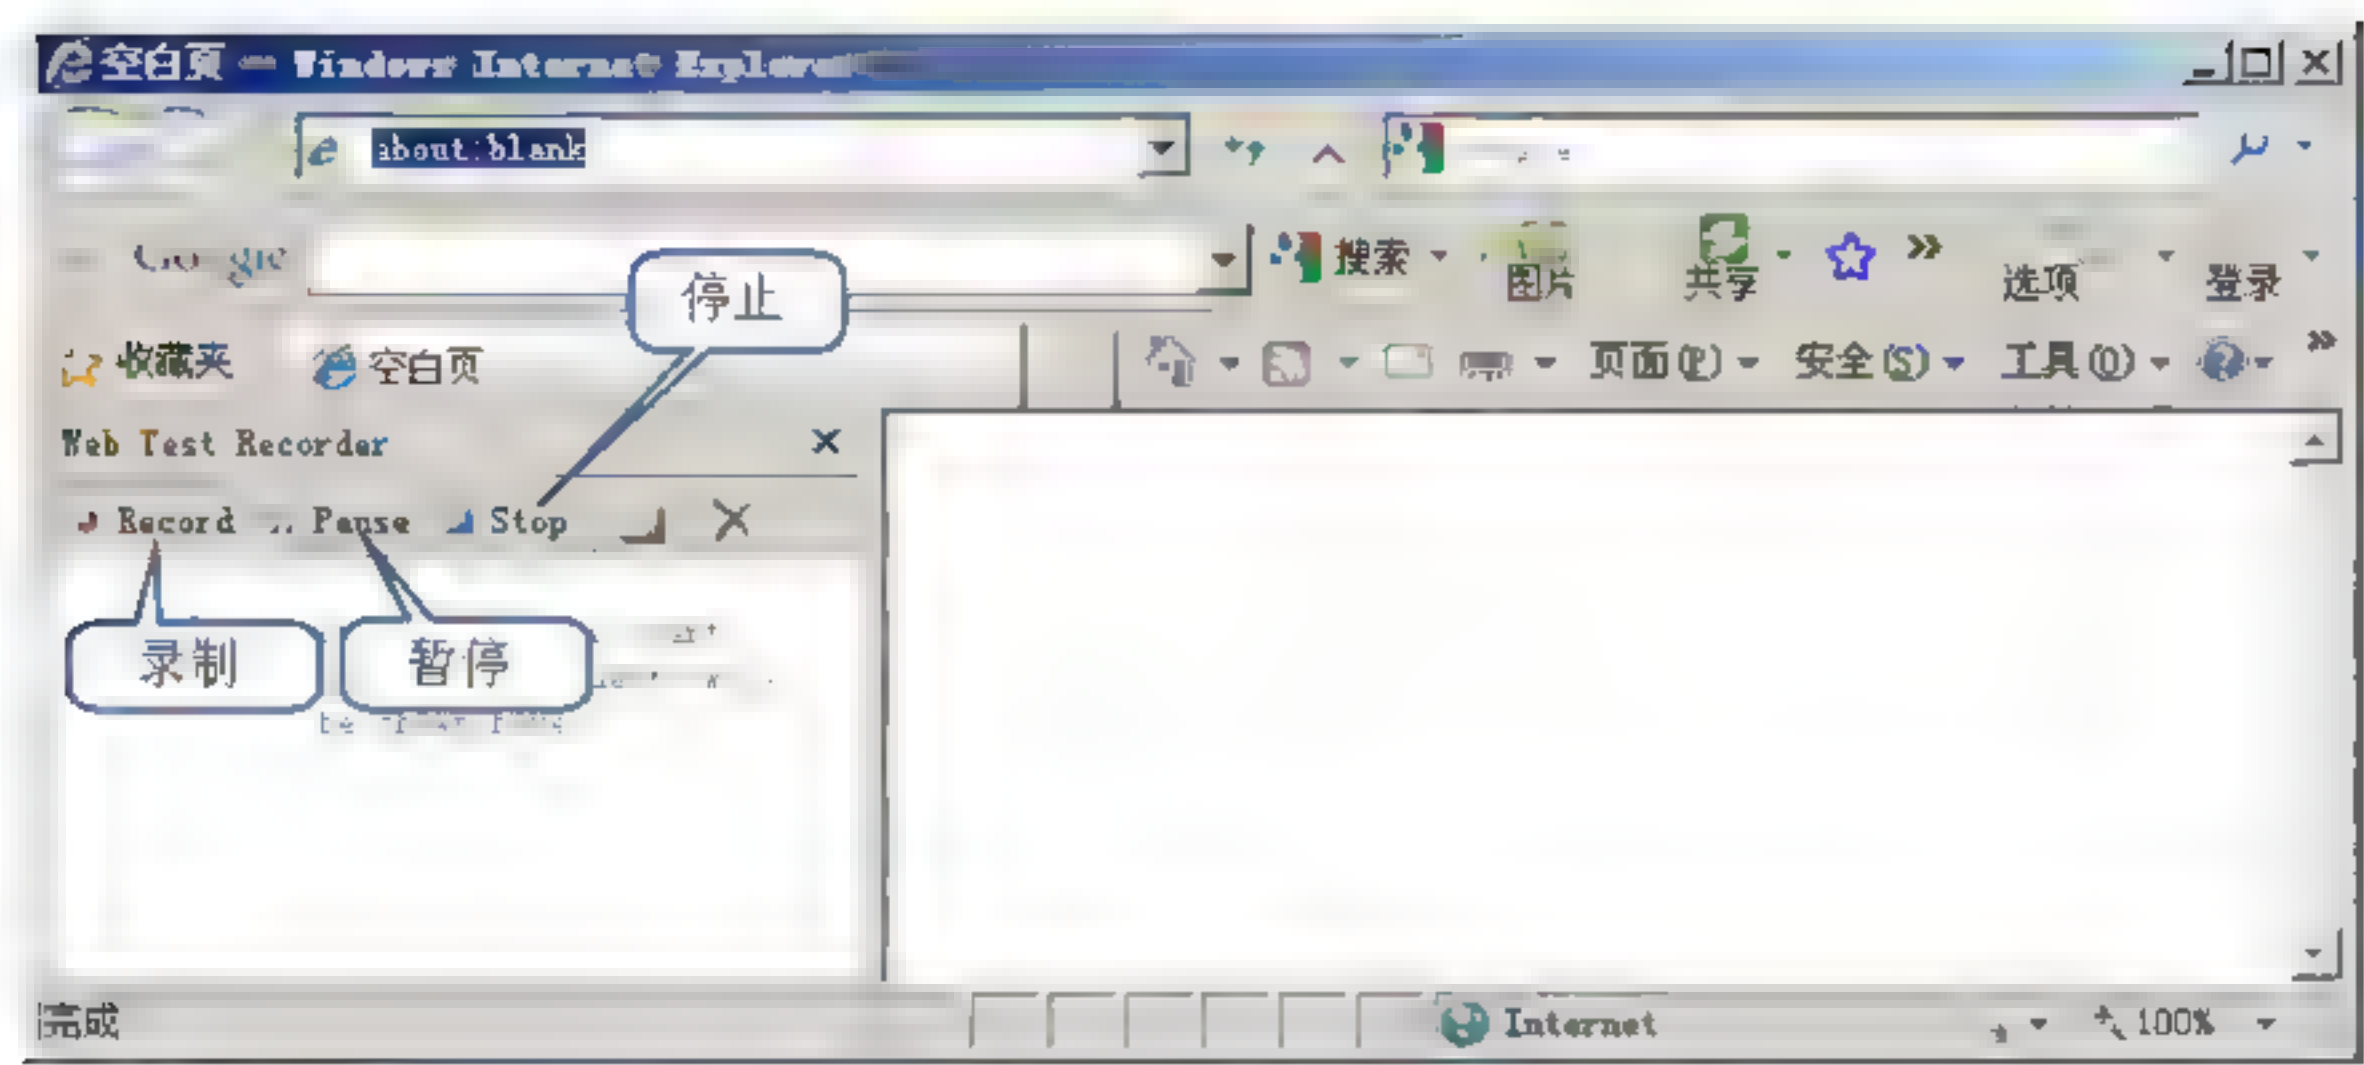 空白页 - Windows Internet Explorer
about:blank
Google
搜索 图片 共享 选项 登录
停止
收藏夹 空白页 页面(P) 安全(S) 工具(O)
Web Test Recorder
Record Pause Stop
录制 暂停
完成 Internet 100%